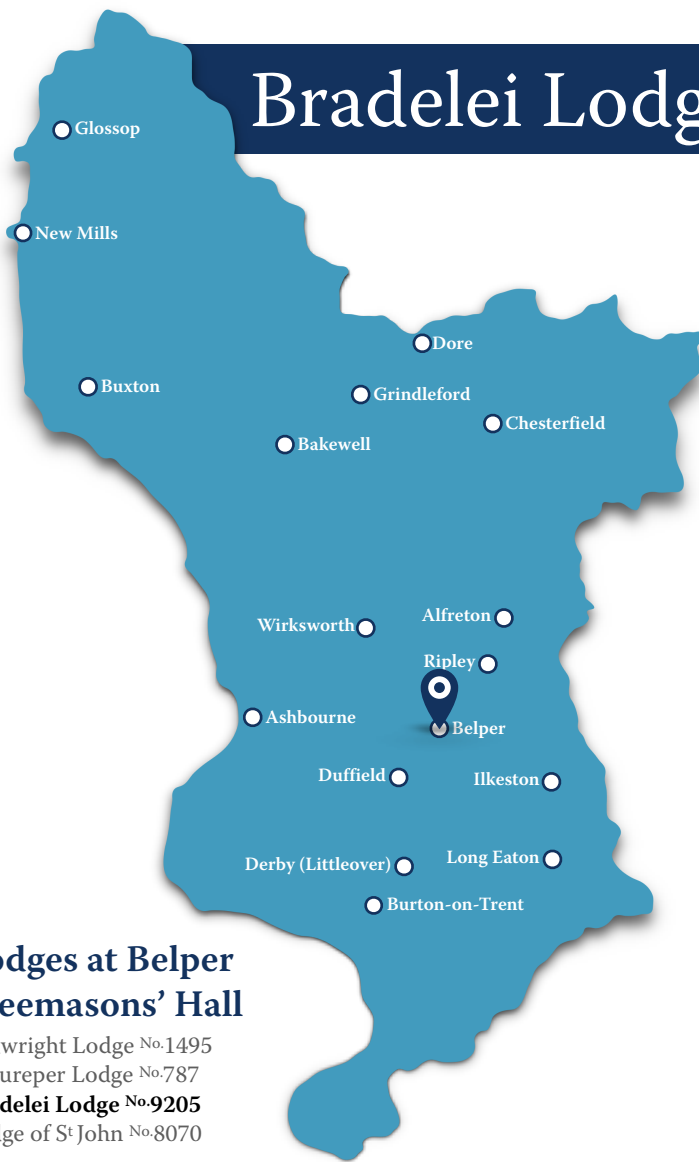 Bradelei Lodg
Glossop
New Mills
Dore
Buxton
Grindleford
Chesterfield
Bakewell
Alfreton
Wirksworth
Ripley
Ashbourne
Belper
Duffield
Ilkeston
Long Eaton
Derby (Littleover)
Burton-on-Trent
odges at Belper
eemasons’ Hall
wright Lodge No.1495
ureper Lodge No.787
delei Lodge No.9205
dge of St John No.8070